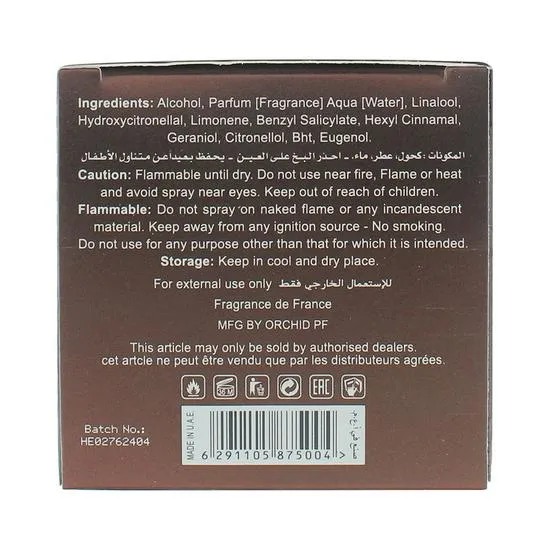 Ingredients: Alcohol, Parfum [Fragrance] Aqua [Water], Linalool,
Hydroxycitronellal, Limonene, Benzyl Salicylate, Hexyl Cinnamal,
Geraniol, Citronellol, Bht, Eugenol.
المكونات: كحول، عطر، ماء. - احذر البخ على العين - يحفظ بعيدا عن متناول الأطفال
Caution: Flammable until dry. Do not use near fire, Flame or heat
and avoid spray near eyes. Keep out of reach of children.
Flammable: Do not spray on naked flame or any incandescent
material. Keep away from any ignition source - No smoking.
Do not use for any purpose other than that for which it is intended.
Storage: Keep in cool and dry place.
For external use only للإستعمال الخارجي فقط
Fragrance de France
MFG BY ORCHID PF
This article may only be sold by authorised dealers.
cet artcle ne peut être vendu que par les distributeurs agrées.
EAC
Batch No.:
HE02762404
MADE IN U.A.E.
6 291105 875004 >
صنع في أ.ع.م